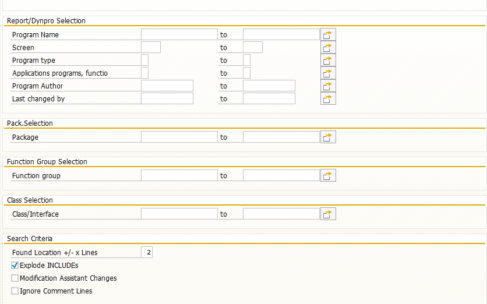 Report/Dynpro Selection
Program Name to
Screen to
Program type to
Applications programs, functio to
Program Author to
Last changed by to
Pack.Selection
Package to
Function Group Selection
Function group to
Class Selection
Class/Interface to
Search Criteria
Found Location +/- x Lines 2
Explode INCLUDEs
Modification Assistant Changes
Ignore Comment Lines